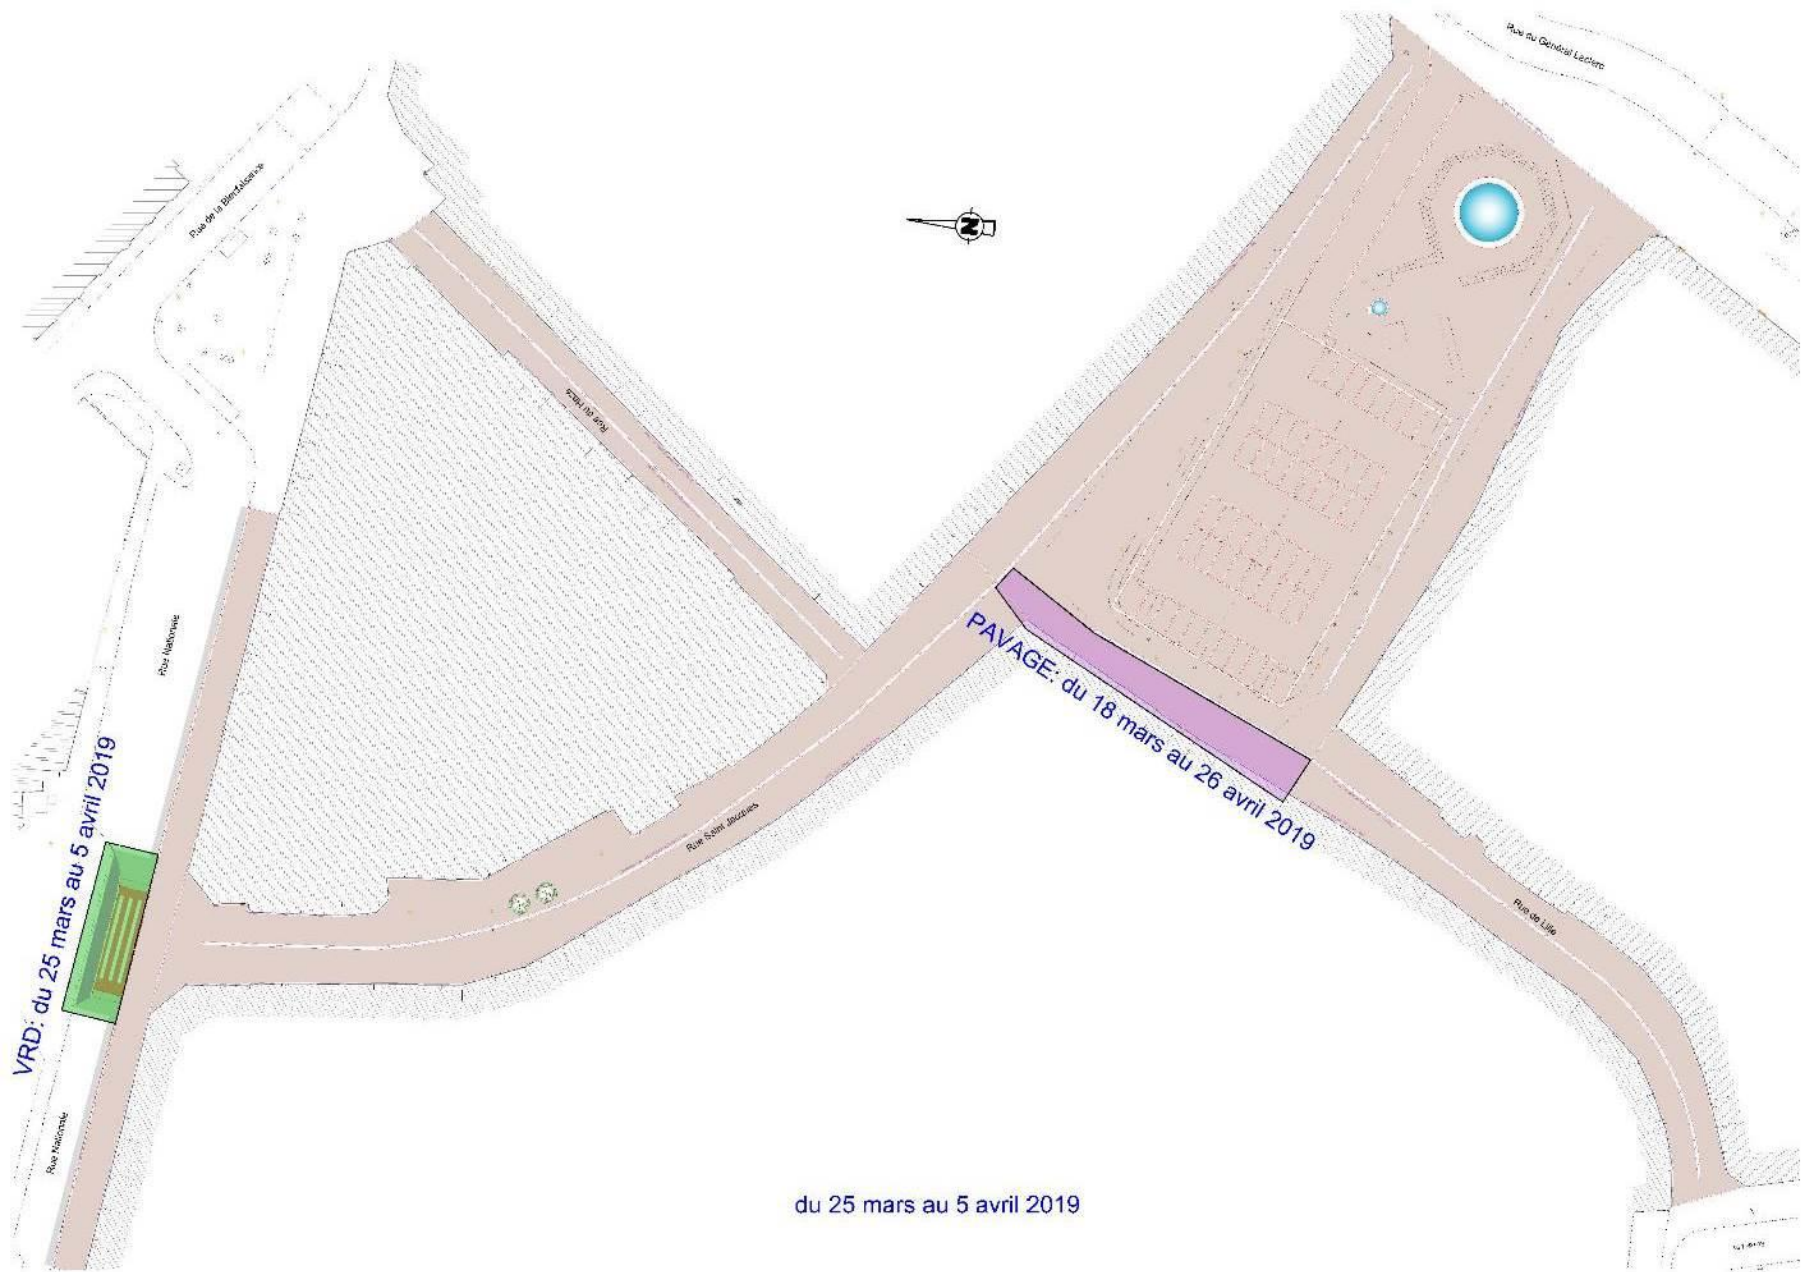 Rue du Général Leclerc
Rue de la Bienfaisance
N
Rue du Hibou
Rue Nationale
PAVAGE: du 18 mars au 26 avril 2019
VRD: du 25 mars au 5 avril 2019
Rue Saint Jacques
Rue de Lille
Rue Nationale
du 25 mars au 5 avril 2019